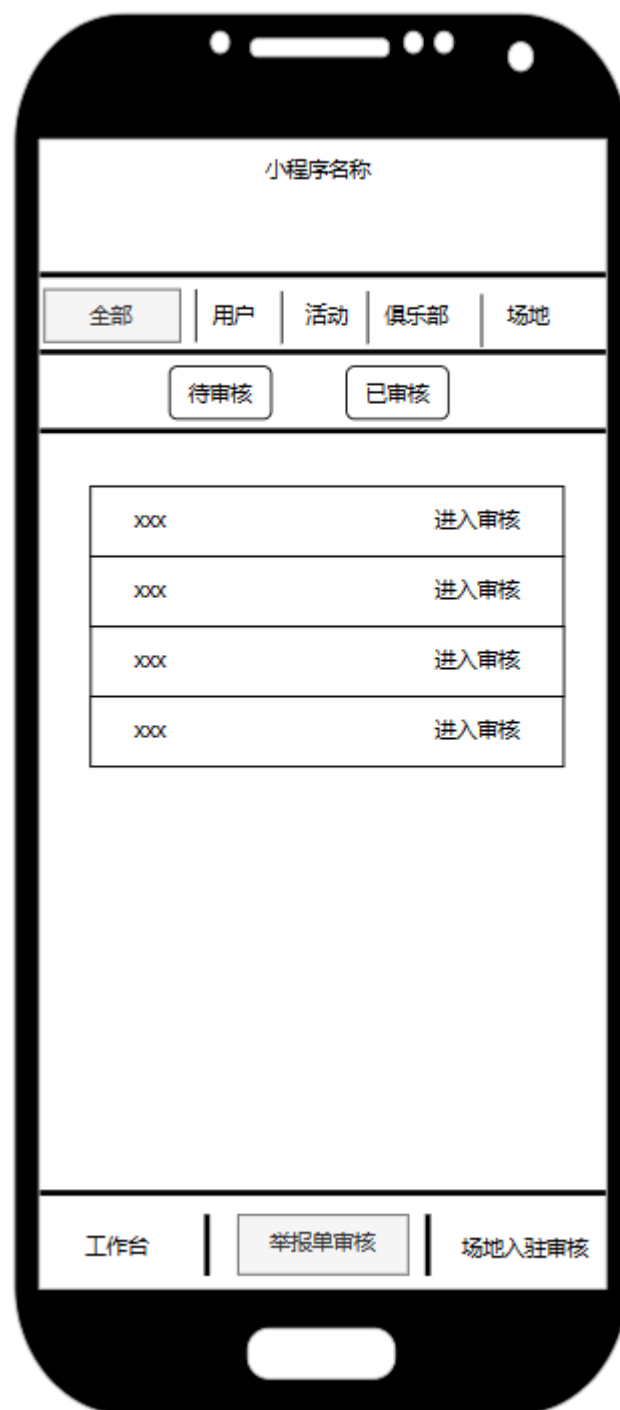 小程序名称
全部 用户 活动 俱乐部 场地
待审核 已审核
xxx 进入审核
xxx 进入审核
xxx 进入审核
xxx 进入审核
工作台 举报单审核 场地入驻审核